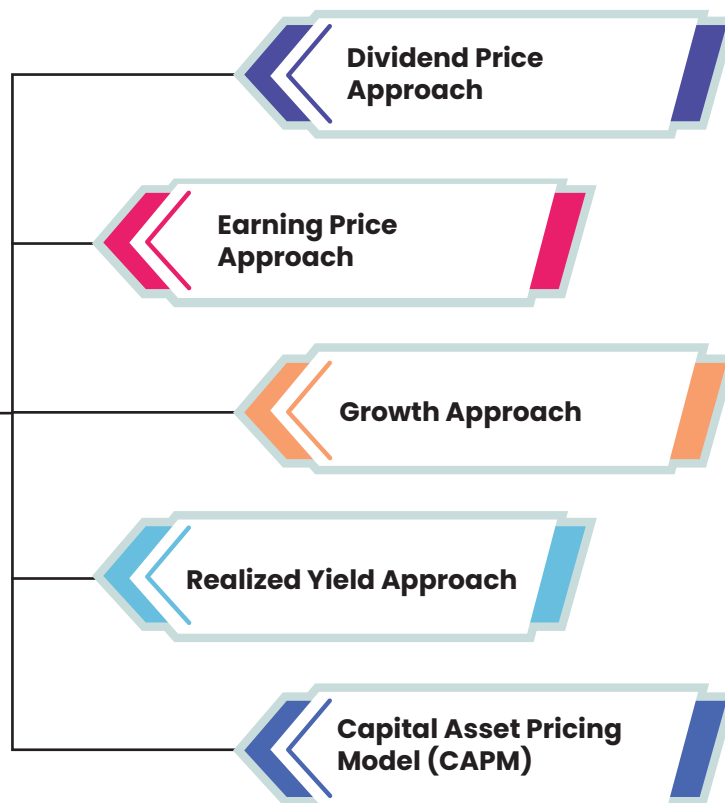 Dividend Price
Approach
Earning Price
Approach
Growth Approach
Realized Yield Approach
Capital Asset Pricing
Model (CAPM)